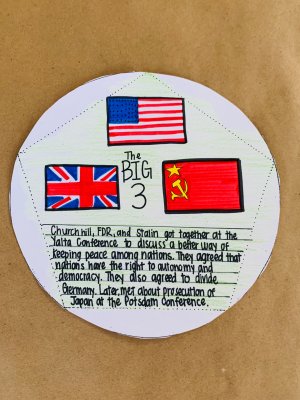 The
BIG
3
Churchill, FDR, and Stalin got together at the
Yalta Conference to discuss a better way of
keeping peace among nations. They agreed that
nations have the right to autonomy and
democracy. They also agreed to divide
Germany. Later, met about prosecution of
Japan at the Potsdam Conference.